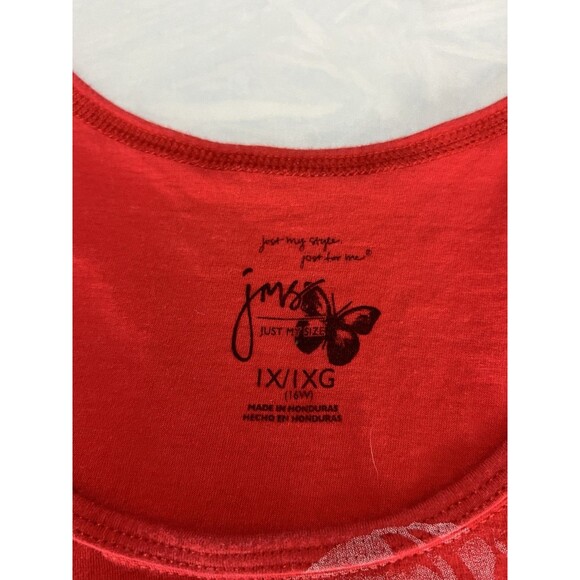 just my style.
just for me®
jms
JUST MY SIZE
1X/1XG
(16W)
MADE IN HONDURAS
HECHO EN HONDURAS